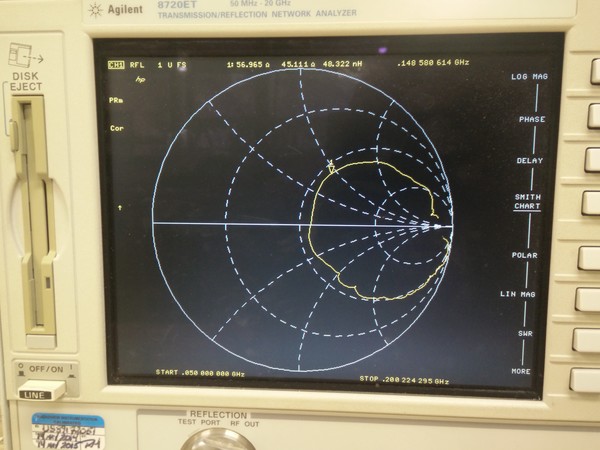 Agilent 8720ET 50 MHz - 20 GHz
TRANSMISSION/REFLECTION NETWORK ANALYZER
CH1 RFL 1 U FS 1: 56.965 Ω 45.111 Ω 48.322 nH .148 580 614 GHz
hp
PRm
Cor
↑
LOG MAG
PHASE
DELAY
SMITH CHART
POLAR
LIN MAG
SWR
MORE
START .050 000 000 GHz STOP .200 224 295 GHz
DISK
EJECT
OFF/ON
LINE
REFLECTION
TEST PORT RF OUT